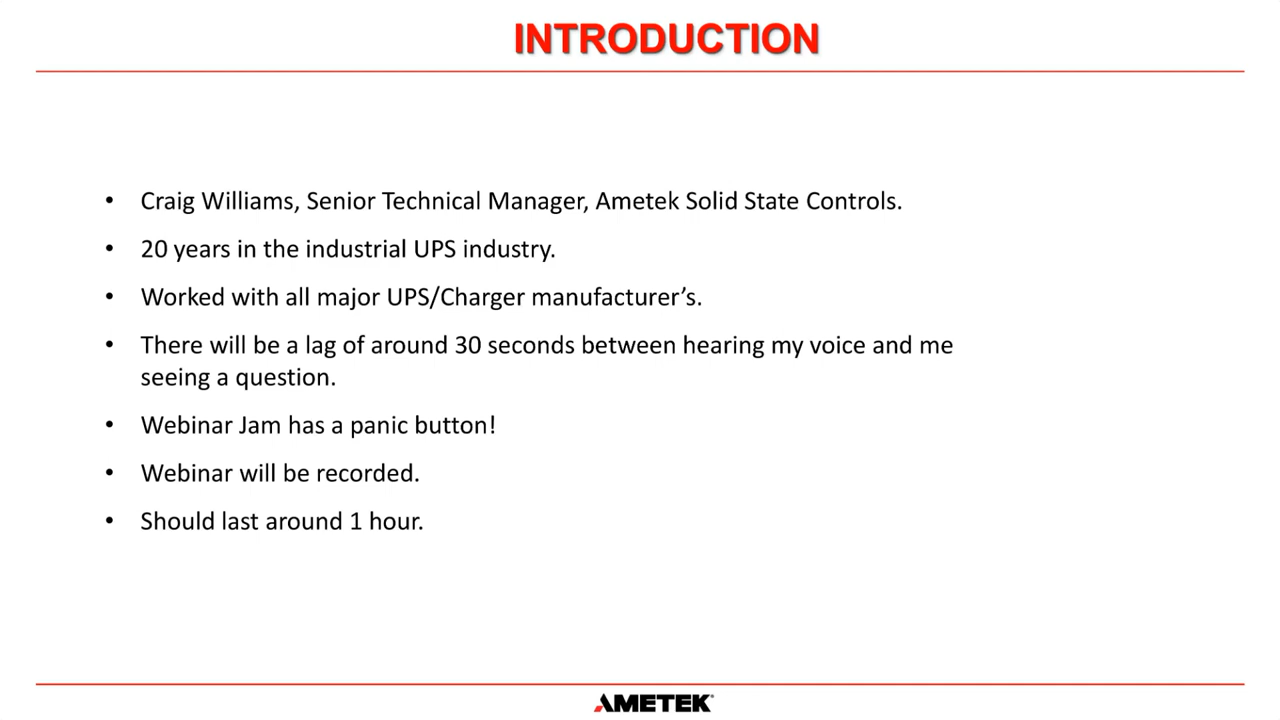 INTRODUCTION
• Craig Williams, Senior Technical Manager, Ametek Solid State Controls.
• 20 years in the industrial UPS industry.
• Worked with all major UPS/Charger manufacturer’s.
• There will be a lag of around 30 seconds between hearing my voice and me
seeing a question.
• Webinar Jam has a panic button!
• Webinar will be recorded.
• Should last around 1 hour.
AMETEK